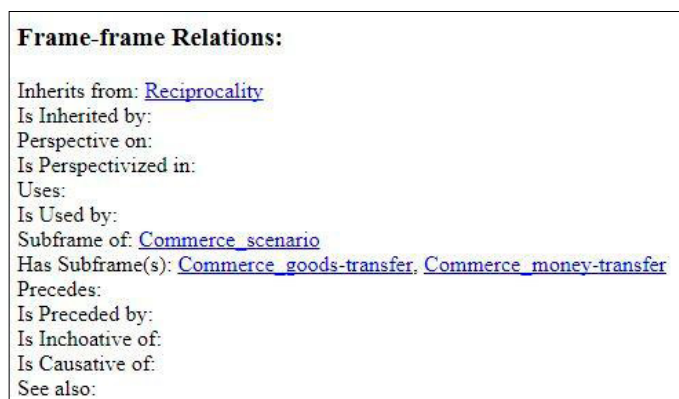 Frame-frame Relations:
Inherits from: Reciprocality
Is Inherited by:
Perspective on:
Is Perspectivized in:
Uses:
Is Used by:
Subframe of: Commerce_scenario
Has Subframe(s): Commerce_goods-transfer, Commerce_money-transfer
Precedes:
Is Preceded by:
Is Inchoative of:
Is Causative of:
See also: